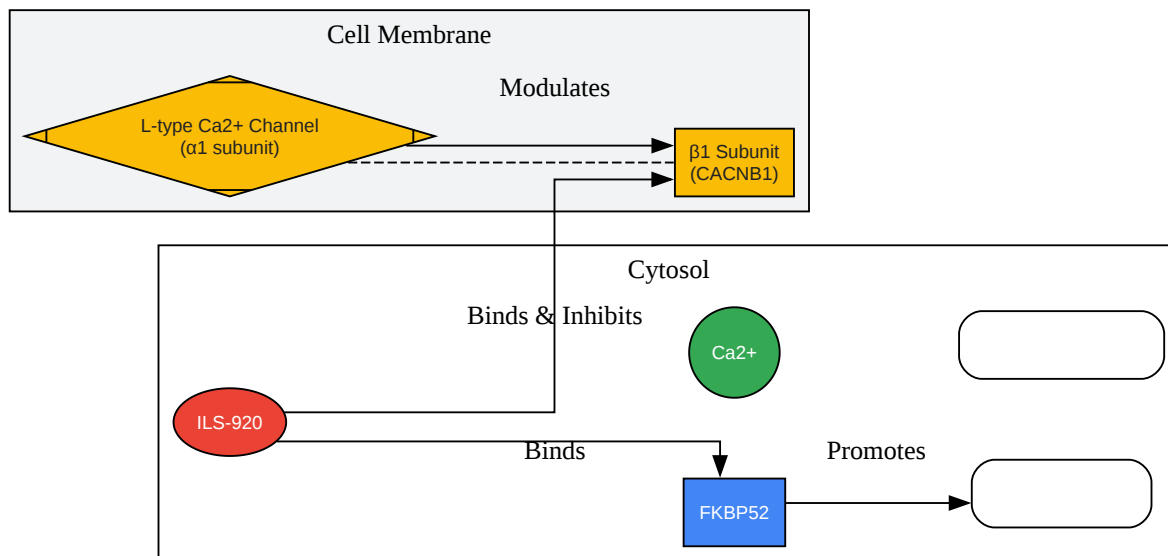 Cell Membrane
Modulates
L-type Ca2+ Channel
(α1 subunit)
β1 Subunit
(CACNB1)
Cytosol
Binds & Inhibits
Ca2+
ILS-920
Binds
Promotes
FKBP52